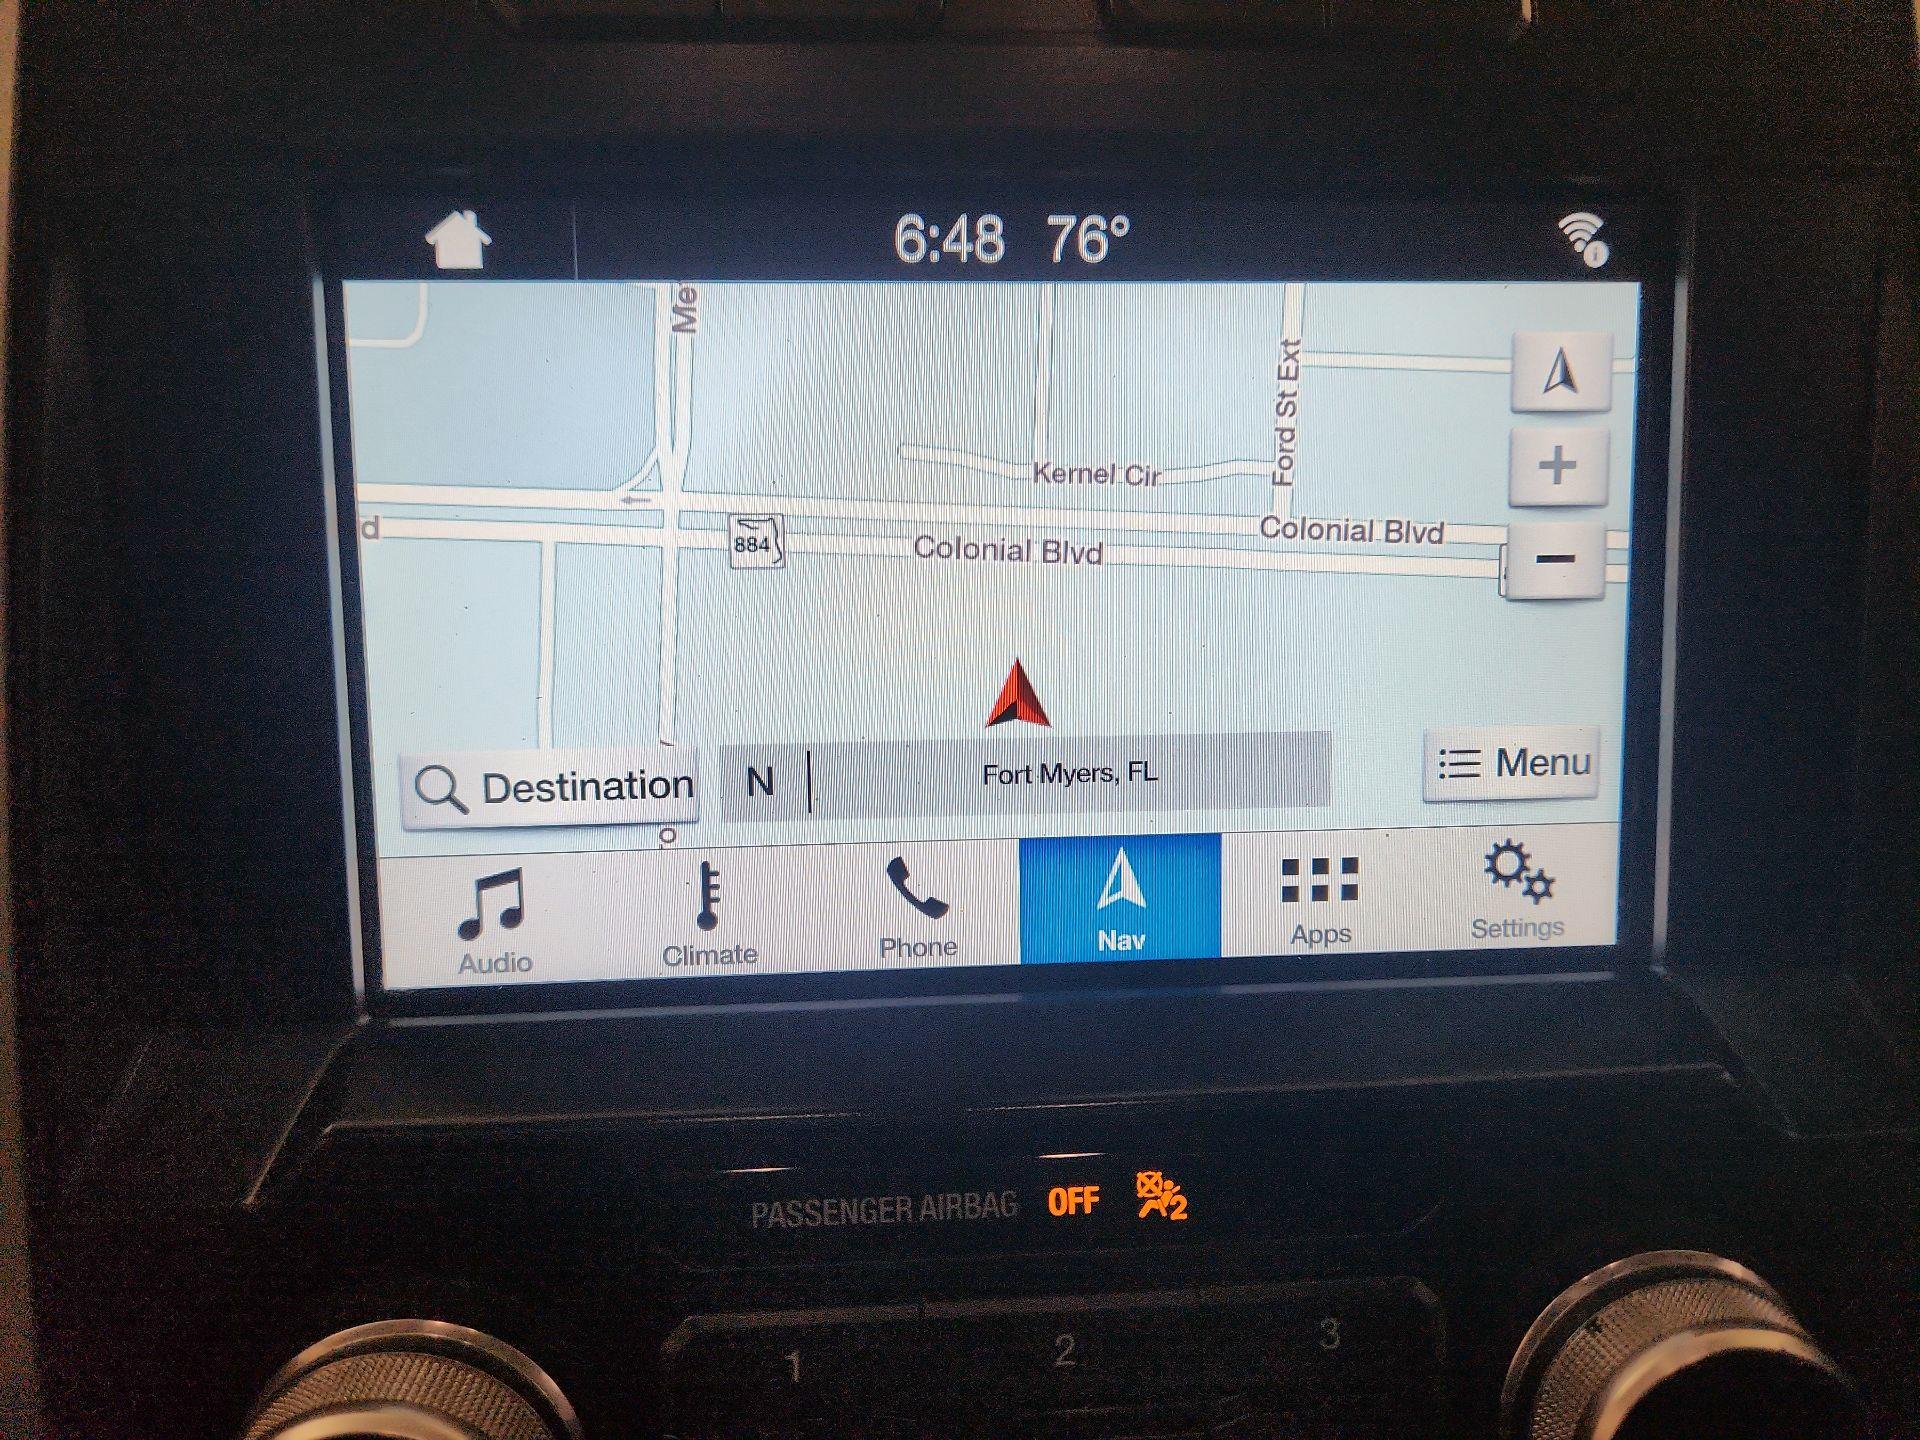 6:48 76°
Me
Ford St Ext
Kernel Cir
Colonial Blvd
d
884
Colonial Blvd
Destination
N
Fort Myers, FL
Menu
o
Audio
Climate
Phone
Nav
Apps
Settings
PASSENGER AIRBAG OFF 2
1 2 3